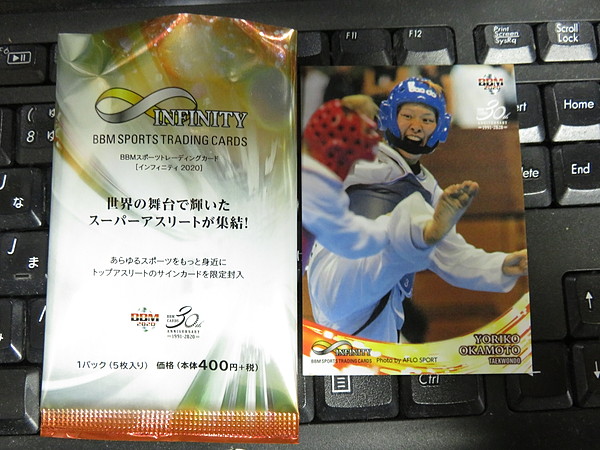 INFINITY
BBM SPORTS TRADING CARDS
BBMスポーツトレーディングカード
[インフィニティ 2020]
世界の舞台で輝いた
スーパーアスリートが集結!
あらゆるスポーツをもっと身近に
トップアスリートのサインカードを限定封入
BBM
2020
BBM CARDS
30th
ANNIVERSARY
1991-2020
1パック(5枚入り) 価格(本体400円+税)
BBM
2020
30th
ANNIVERSARY
1991-2020
YORIKO
OKAMOTO
TAEKWONDO
INFINITY
BBM SPORTS TRADING CARDS
Photo by AFLO SPORT
F11
F12
Print
Screen
SysRq
Scroll
Lock
Home
End
Ctrl
J
な
J
ま